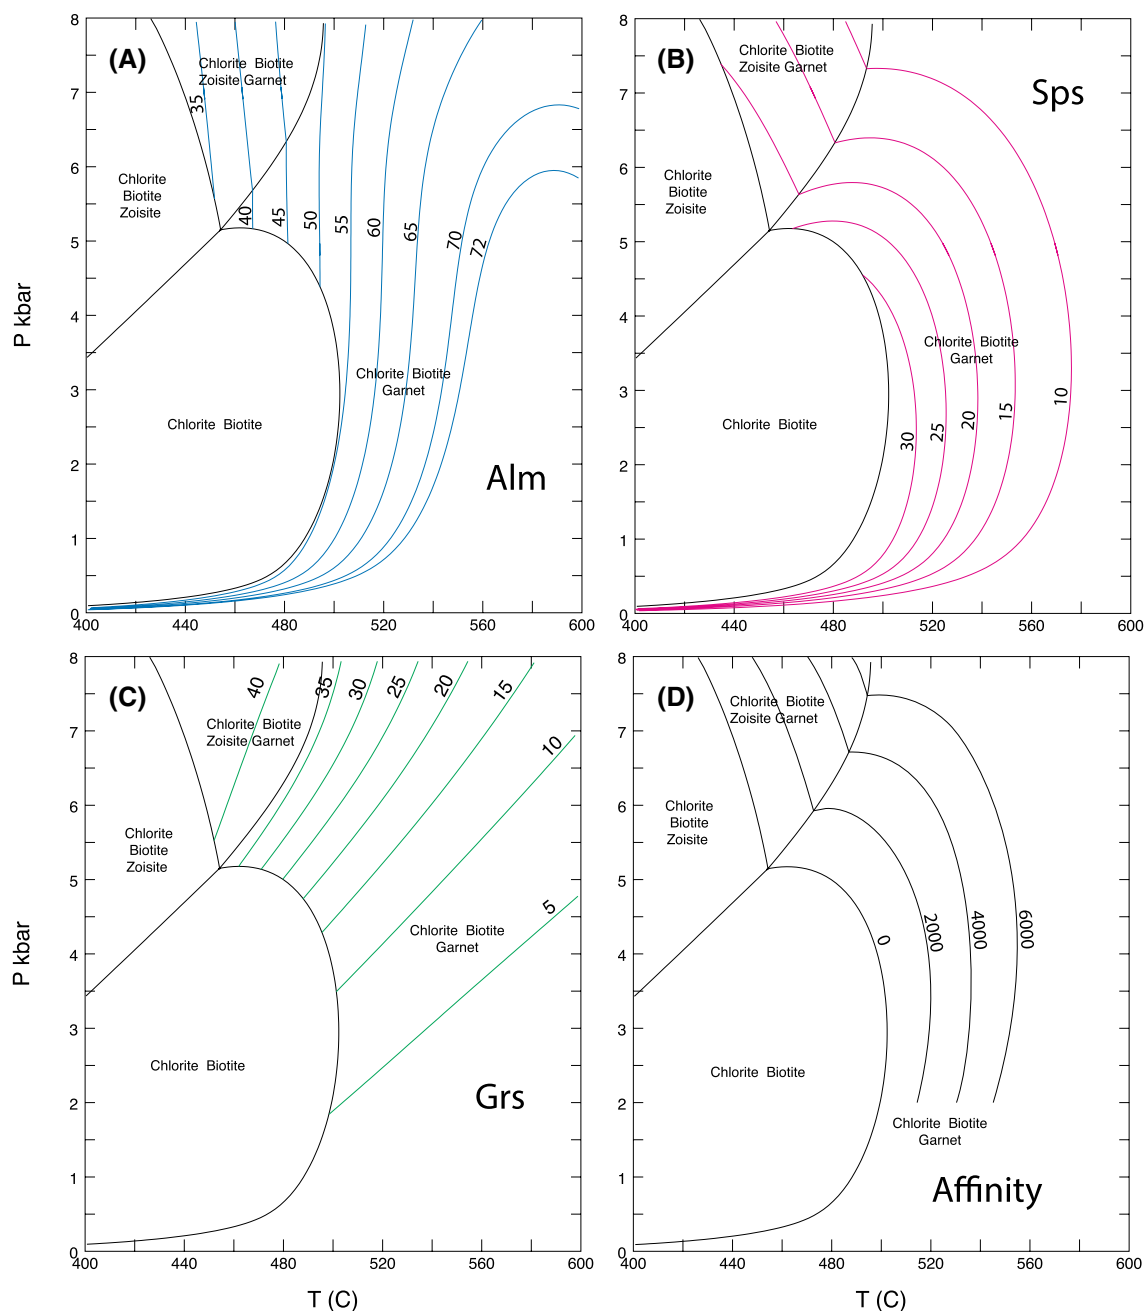 (A)
8
7
6
5
4
3
2
1
0
P kbar
Chlorite Biotite
Zoisite Garnet
35
Chlorite
Biotite
Zoisite
40
45
50
55
60
65
70
72
Chlorite Biotite
Garnet
Chlorite Biotite
Alm
400
440
480
520
560
600
(B)
8
7
6
5
4
3
2
1
0
Chlorite Biotite
Zoisite Garnet
Sps
Chlorite
Biotite
Zoisite
Chlorite Biotite
Garnet
Chlorite Biotite
30
25
20
15
10
400
440
480
520
560
600
(C)
8
7
6
5
4
3
2
1
0
P kbar
40
35
30
25
20
15
10
5
Chlorite Biotite
Zoisite Garnet
Chlorite
Biotite
Zoisite
Chlorite Biotite
Garnet
Chlorite Biotite
Grs
400
440
480
520
560
600
T (C)
(D)
8
7
6
5
4
3
2
1
0
Chlorite Biotite
Zoisite Garnet
Chlorite
Biotite
Zoisite
0
2000
4000
6000
Chlorite Biotite
Chlorite Biotite
Garnet
Affinity
400
440
480
520
560
600
T (C)